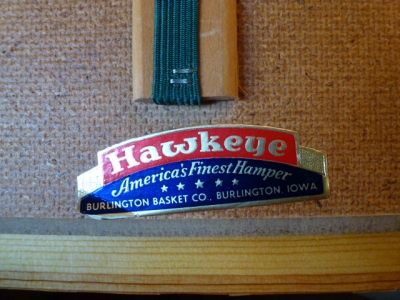 Hawkeye
America's Finest Hamper
BURLINGTON BASKET CO., BURLINGTON, IOWA